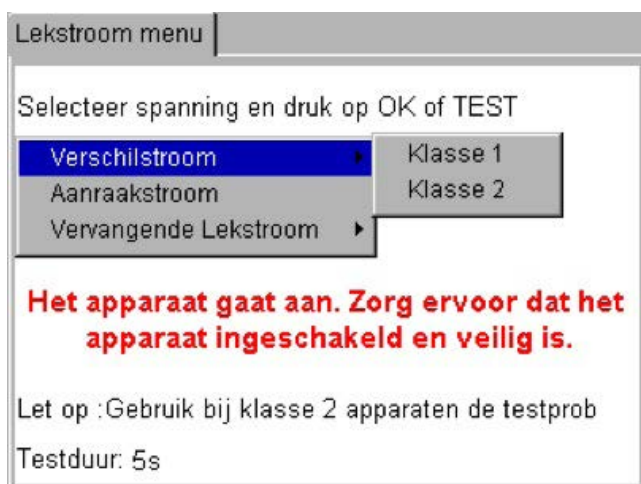 Lekstroom menu
Selecteer spanning en druk op OK of TEST
Verschilstroom
Klasse 1
Aanraakstroom
Klasse 2
Vervangende Lekstroom
Het apparaat gaat aan. Zorg ervoor dat het
apparaat ingeschakeld en veilig is.
Let op :Gebruik bij klasse 2 apparaten de testprob
Testduur: 5s